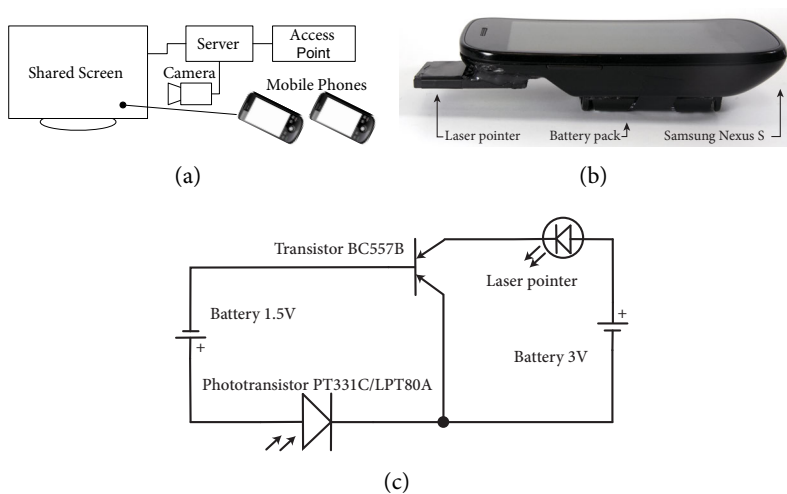 Shared Screen
Server
Access
Point
Camera
Mobile Phones
(a)
Laser pointer
Battery pack
Samsung Nexus S
(b)
Transistor BC557B
Laser pointer
Battery 1.5V
+
+
Battery 3V
Phototransistor PT331C/LPT80A
(c)